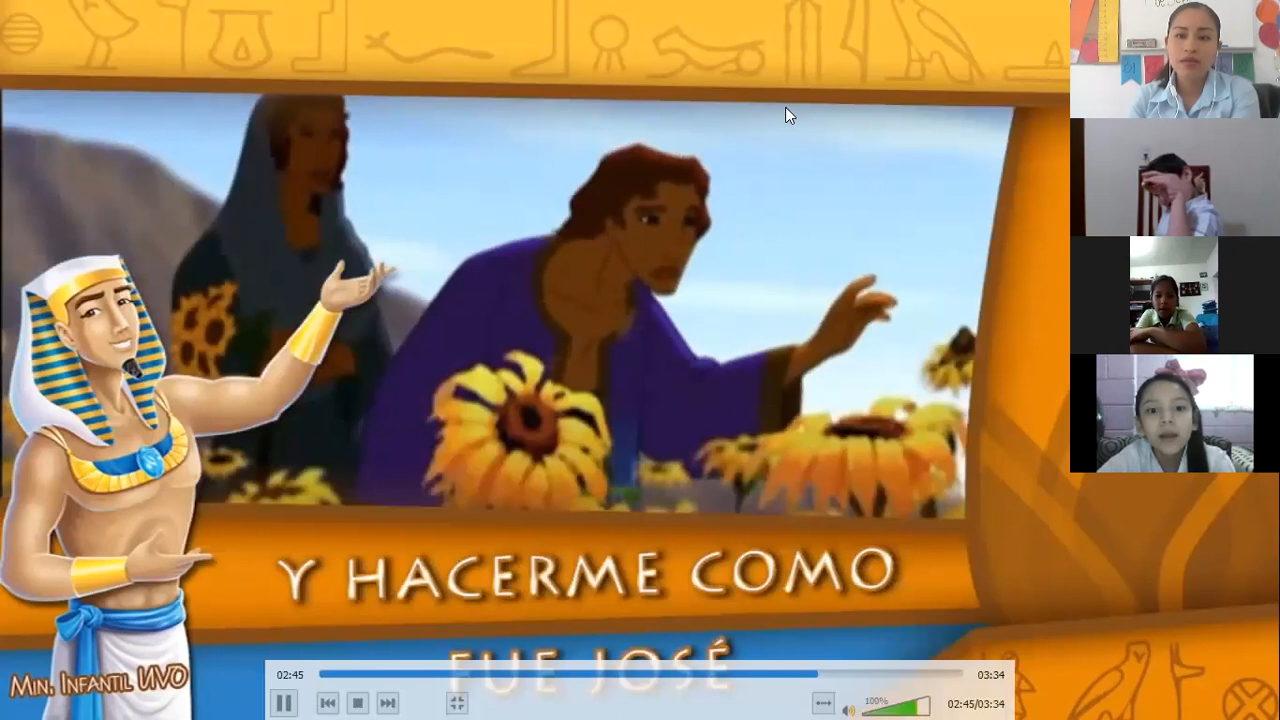 Y HACERME COMO
FUE JOSÉ
MIN. INFANTIL UVO
02:45
03:34
100%
02:45/03:34